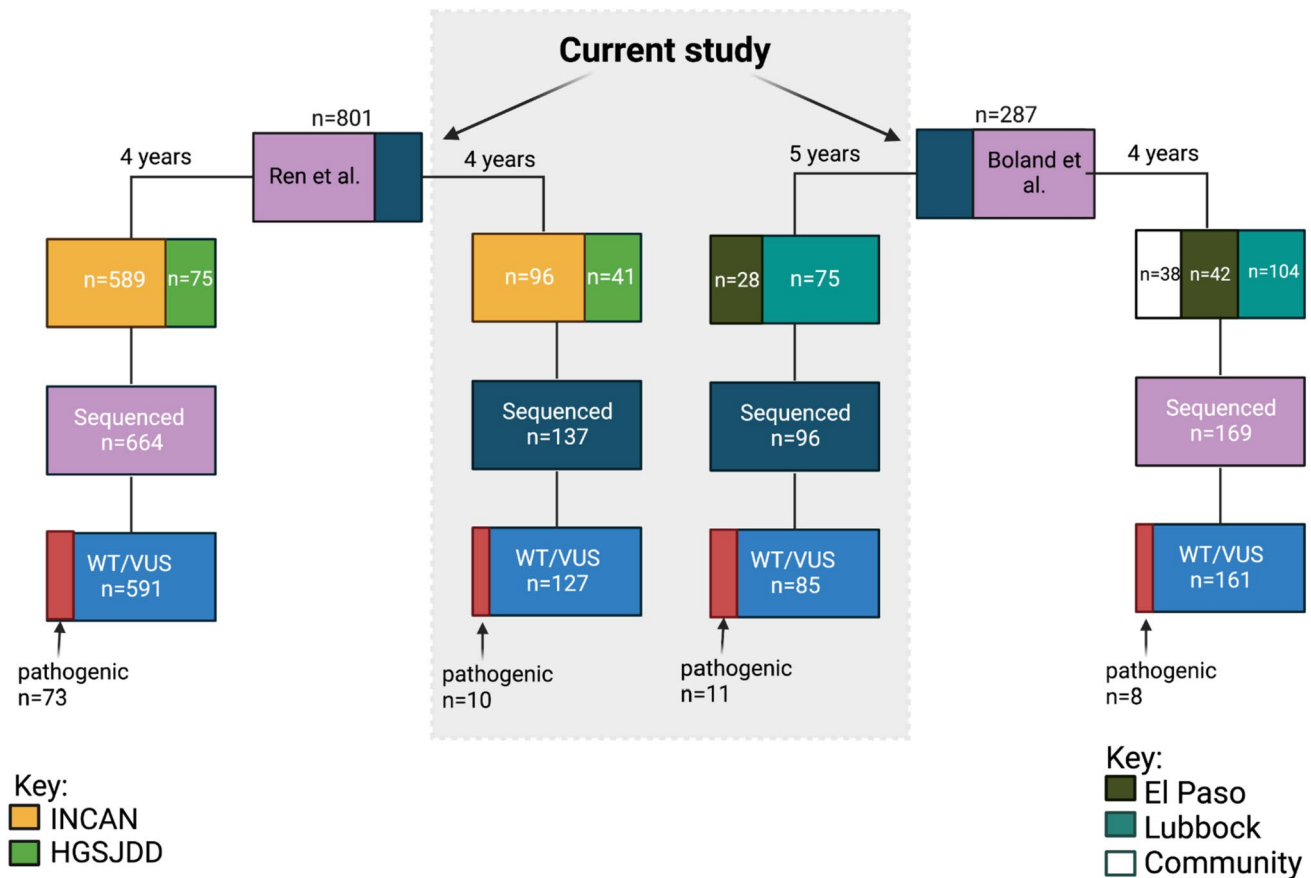 Current study
n=801
n=287
4 years
4 years
5 years
4 years
Ren et al.
Boland et
al.
n=589
n=75
n=96
n=41
n=28
n=75
n=38
n=42
n=104
Sequenced
n=664
Sequenced
n=137
Sequenced
n=96
Sequenced
n=169
WT/VUS
n=591
WT/VUS
n=127
WT/VUS
n=85
WT/VUS
n=161
pathogenic
n=73
pathogenic
n=10
pathogenic
n=11
pathogenic
n=8
Key:
INCAN
HGSJDD
Key:
El Paso
Lubbock
Community